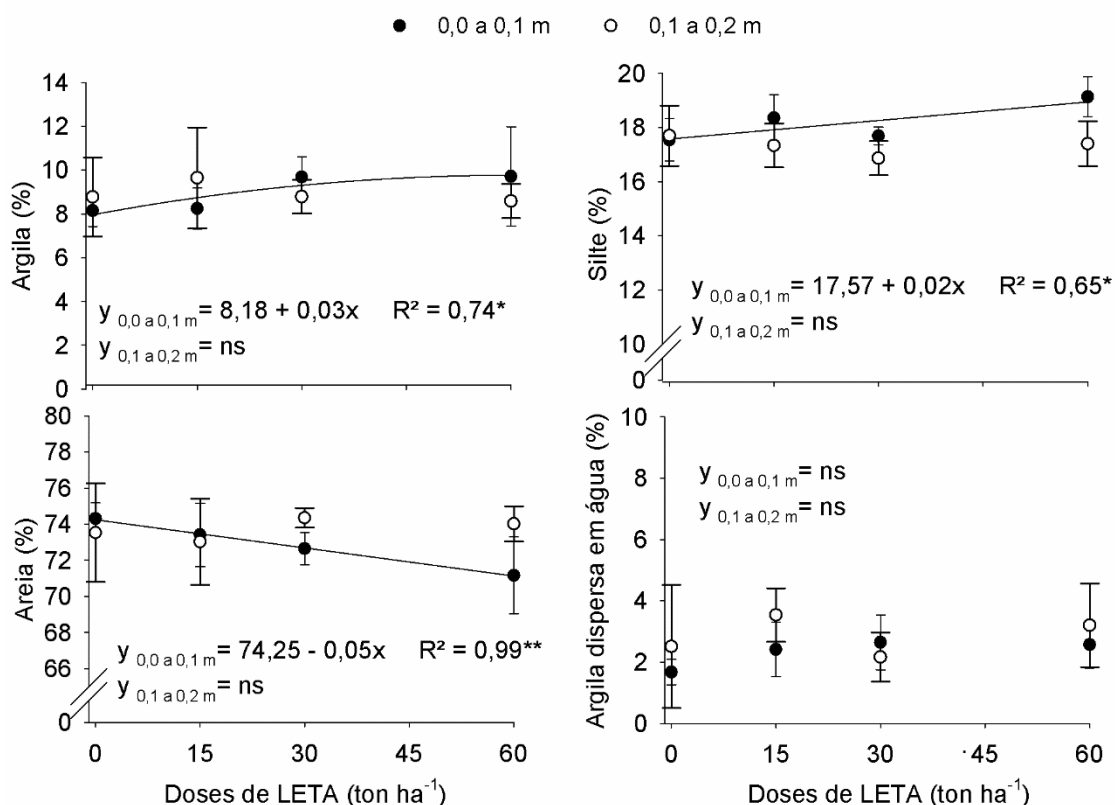 0,0 a 0,1 m 0,1 a 0,2 m
14
12
10
8
6
4
2
0
Argila (%)
y 0,0 a 0,1 m = 8,18 + 0,03x R² = 0,74*
y 0,1 a 0,2 m = ns
20
18
16
14
12
10
0
Silte (%)
y 0,0 a 0,1 m = 17,57 + 0,02x R² = 0,65*
y 0,1 a 0,2 m = ns
80
76
74
72
70
66
0
Areia (%)
y 0,0 a 0,1 m = 74,25 - 0,05x R² = 0,99**
y 0,1 a 0,2 m = ns
0 15 30 45 60
Doses de LETA (ton ha⁻¹)
10
8
6
4
2
0
Argila dispersa em água (%)
y 0,0 a 0,1 m = ns
y 0,1 a 0,2 m = ns
0 15 30 45 60
Doses de LETA (ton ha⁻¹)